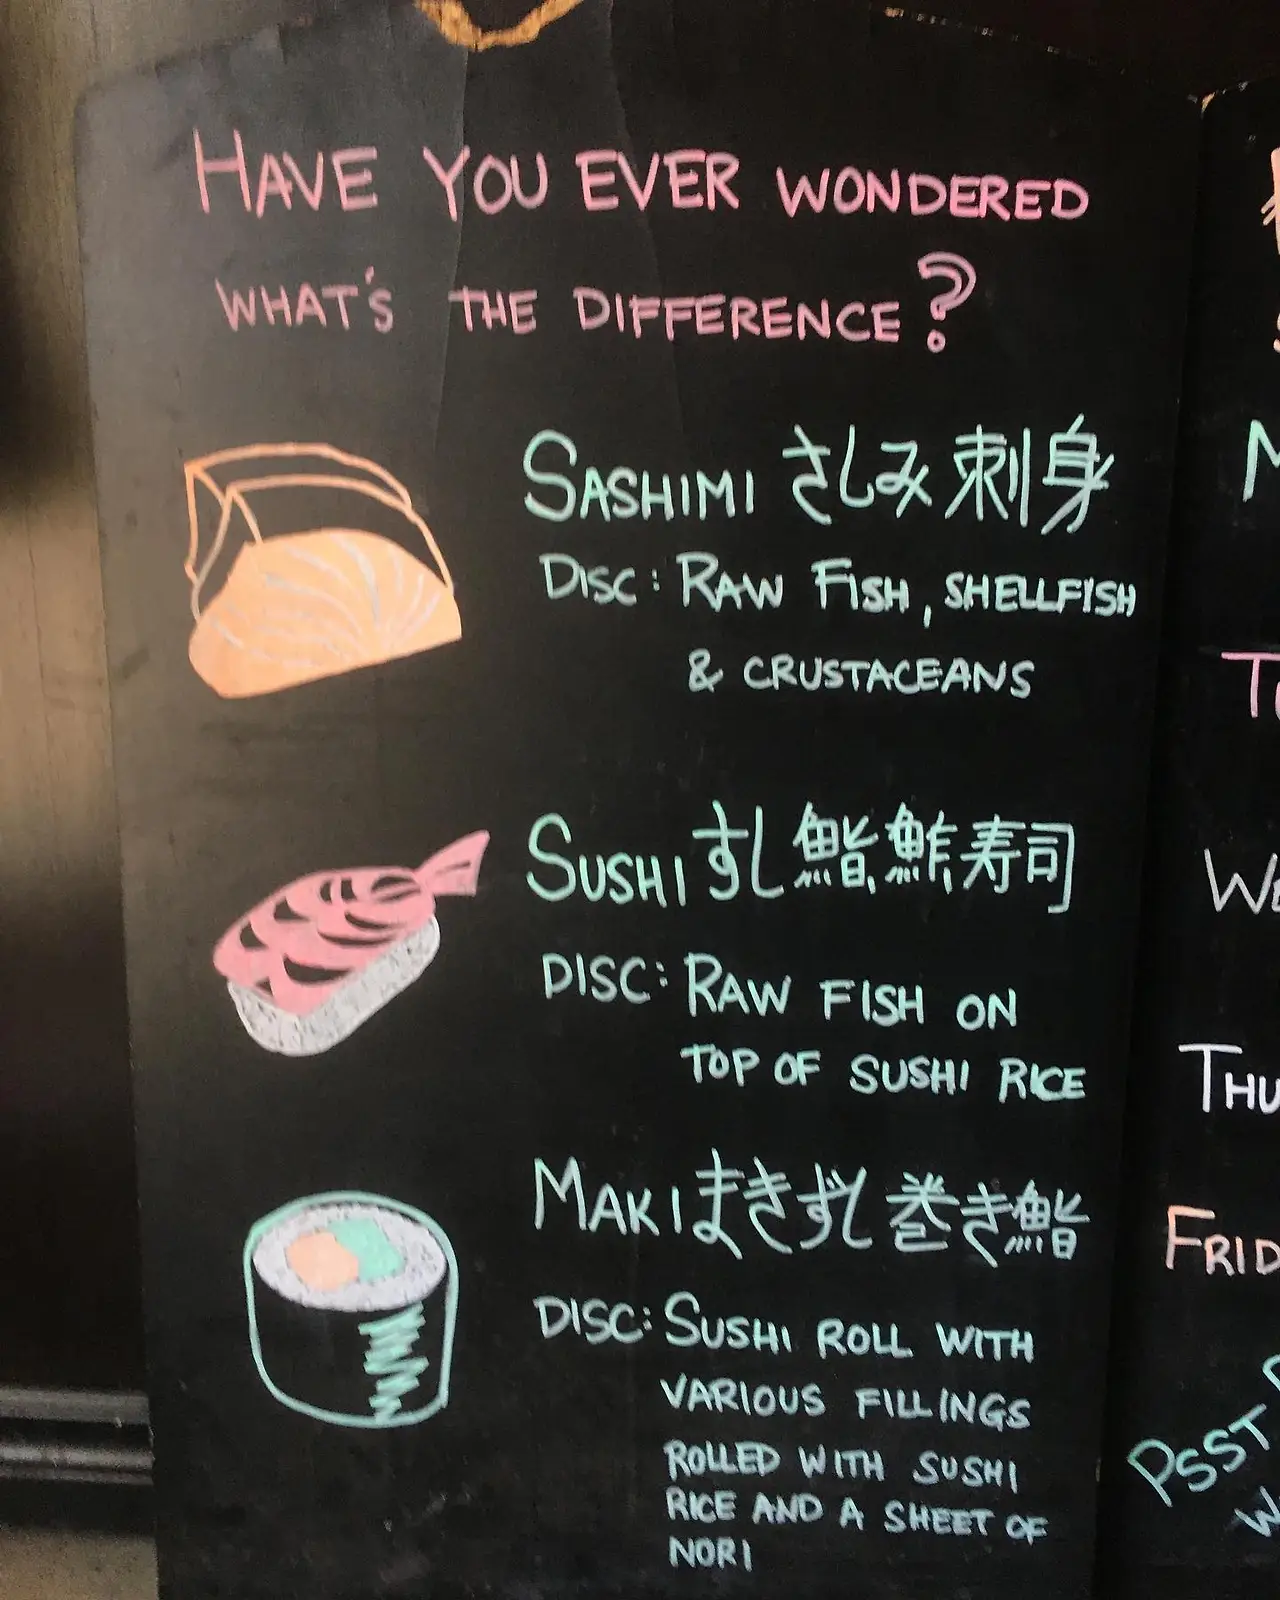 HAVE YOU EVER WONDERED
WHAT'S THE DIFFERENCE?
SASHIMI さしみ 刺身
DISC: RAW FISH, SHELLFISH
& CRUSTACEANS
SUSHI すし 鮨, 鮓, 寿司
DISC: RAW FISH ON
TOP OF SUSHI RICE
MAKI まきずし 巻き鮨
DISC: SUSHI ROLL WITH
VARIOUS FILLINGS
ROLLED WITH SUSHI
RICE AND A SHEET OF
NORI
THU
FRID
PSST